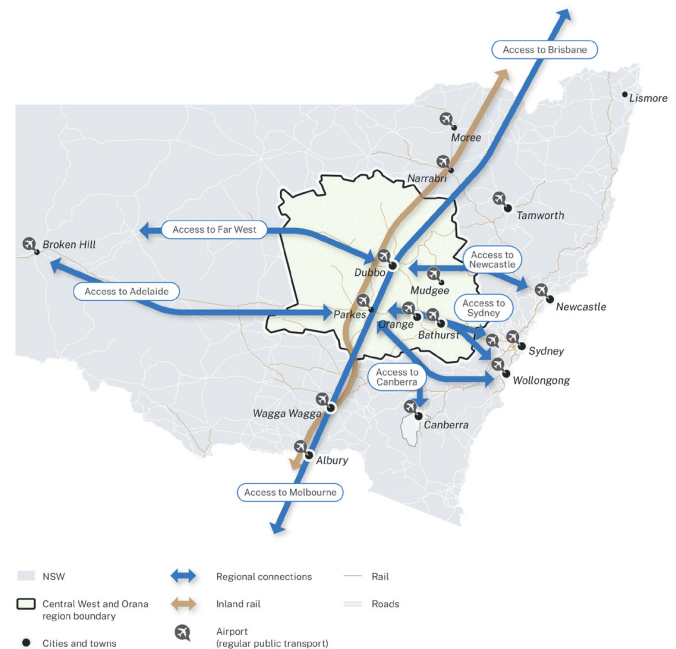 Access to Brisbane
Lismore
Moree
Narrabri
Tamworth
Access to Far West
Broken Hill
Access to
Newcastle
Dubbo
Mudgee
Access to Adelaide
Access to
Sydney
Newcastle
Parkes
Orange
Bathurst
Sydney
Access to
Canberra
Wollongong
Wagga Wagga
Canberra
Albury
Access to Melbourne
NSW
Regional connections
Rail
Central West and Orana
region boundary
Inland rail
Roads
Cities and towns
Airport
(regular public transport)